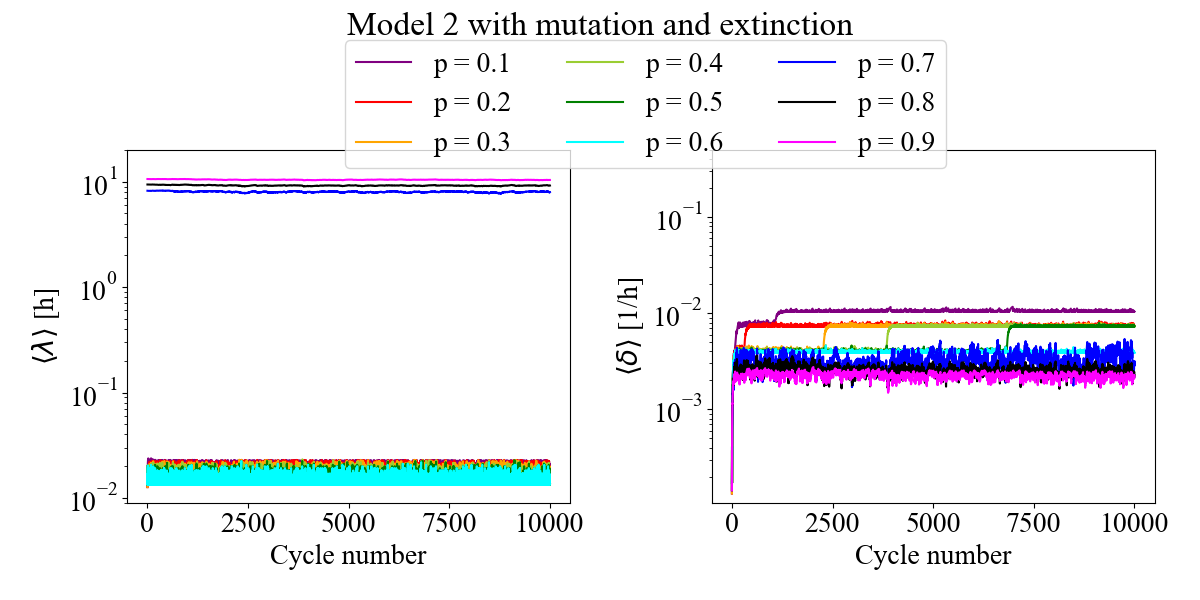 Model 2 with mutation and extinction
p = 0.1 p = 0.4 p = 0.7
p = 0.2 p = 0.5 p = 0.8
p = 0.3 p = 0.6 p = 0.9
10¹
10⁰
10⁻¹
10⁻²
⟨λ⟩ [h]
0 2500 5000 7500 10000
Cycle number
10⁻¹
10⁻²
10⁻³
⟨δ⟩ [1/h]
0 2500 5000 7500 10000
Cycle number